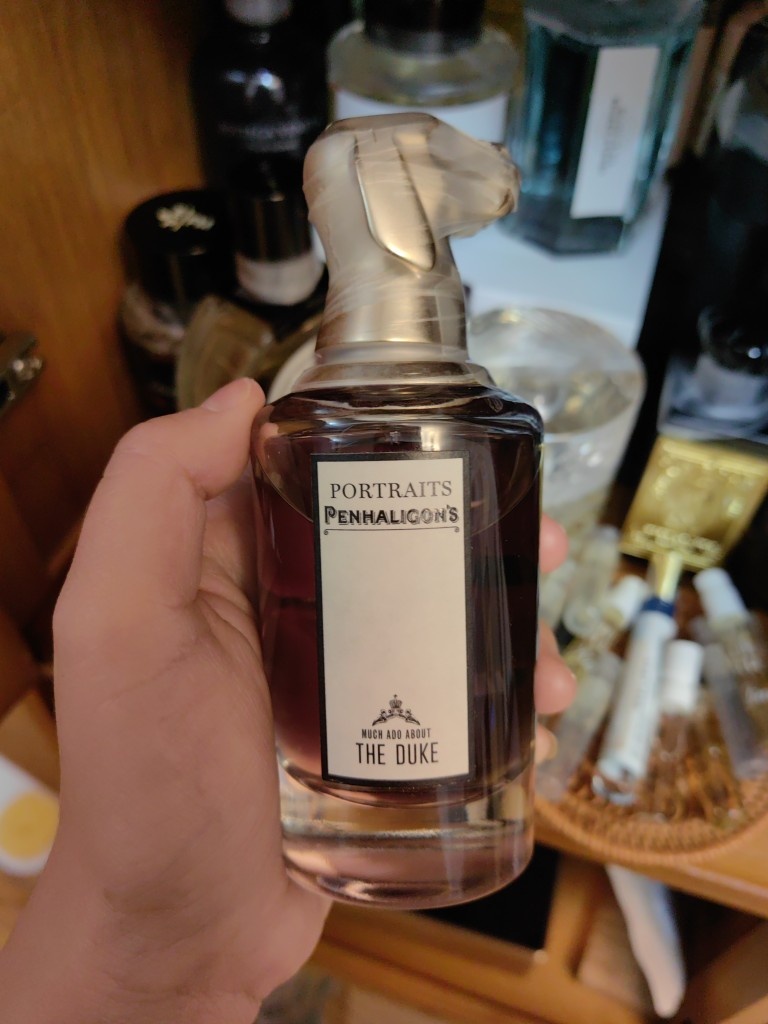 PORTRAITS
PENHALIGON'S
MUCH ADO ABOUT
THE DUKE